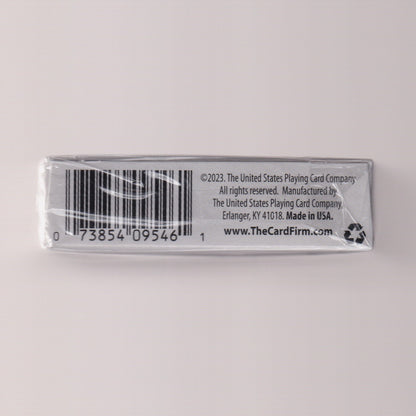 ©2023. The United States Playing Card Company
All rights reserved. Manufactured by
The United States Playing Card Company
Erlanger, KY 41018. Made in USA.
www.TheCardFirm.com
0 73854 09546 1